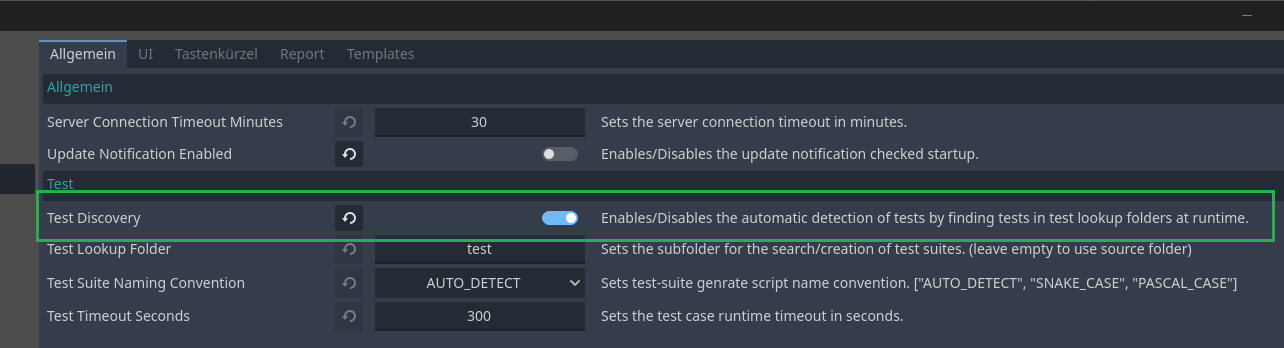 Allgemein UI Tastenkürzel Report Templates
Allgemein
Server Connection Timeout Minutes 30 Sets the server connection timeout in minutes.
Update Notification Enabled Enables/Disables the update notification checked startup.
Test
Test Discovery Enables/Disables the automatic detection of tests by finding tests in test lookup folders at runtime.
Test Lookup Folder test Sets the subfolder for the search/creation of test suites. (leave empty to use source folder)
Test Suite Naming Convention AUTO_DETECT Sets test-suite genrate script name convention. ["AUTO_DETECT", "SNAKE_CASE", "PASCAL_CASE"]
Test Timeout Seconds 300 Sets the test case runtime timeout in seconds.